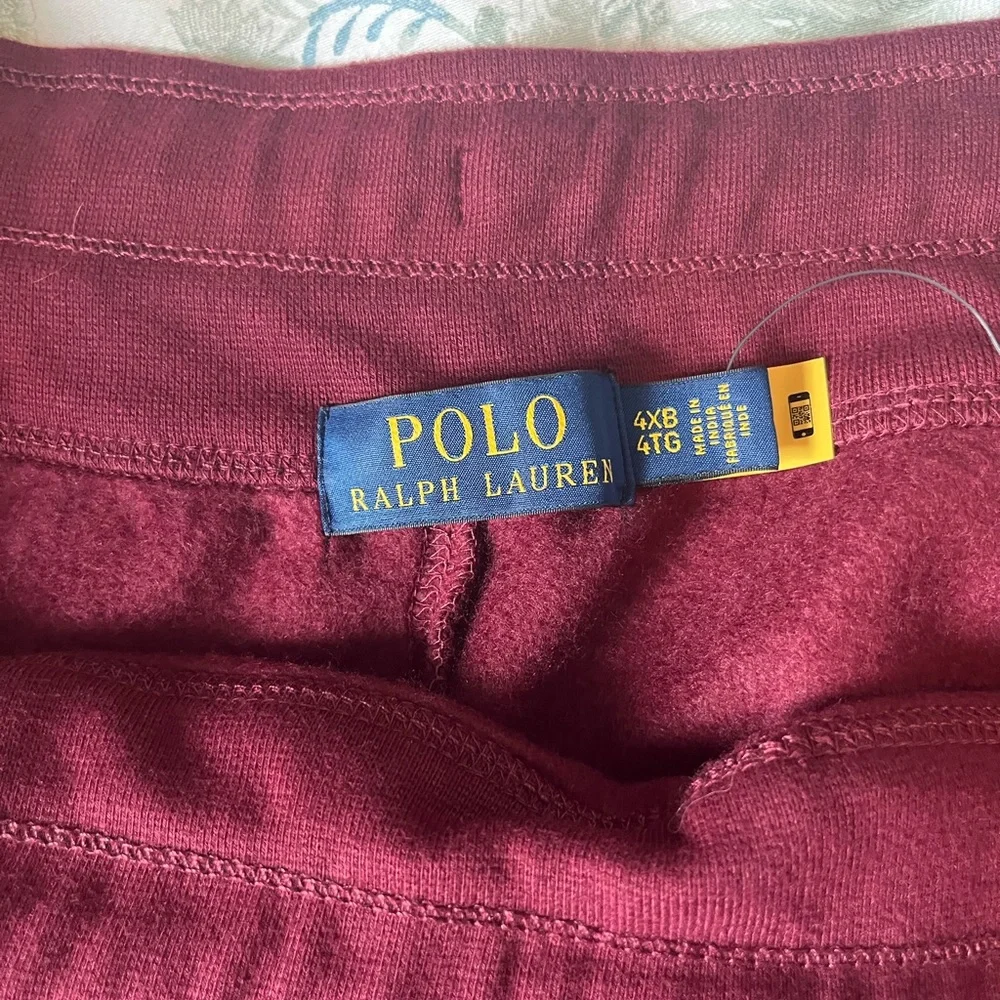 POLO
RALPH LAUREN
4XB
4TG
MADE IN
INDIA
FABRIQUÉ EN
INDE